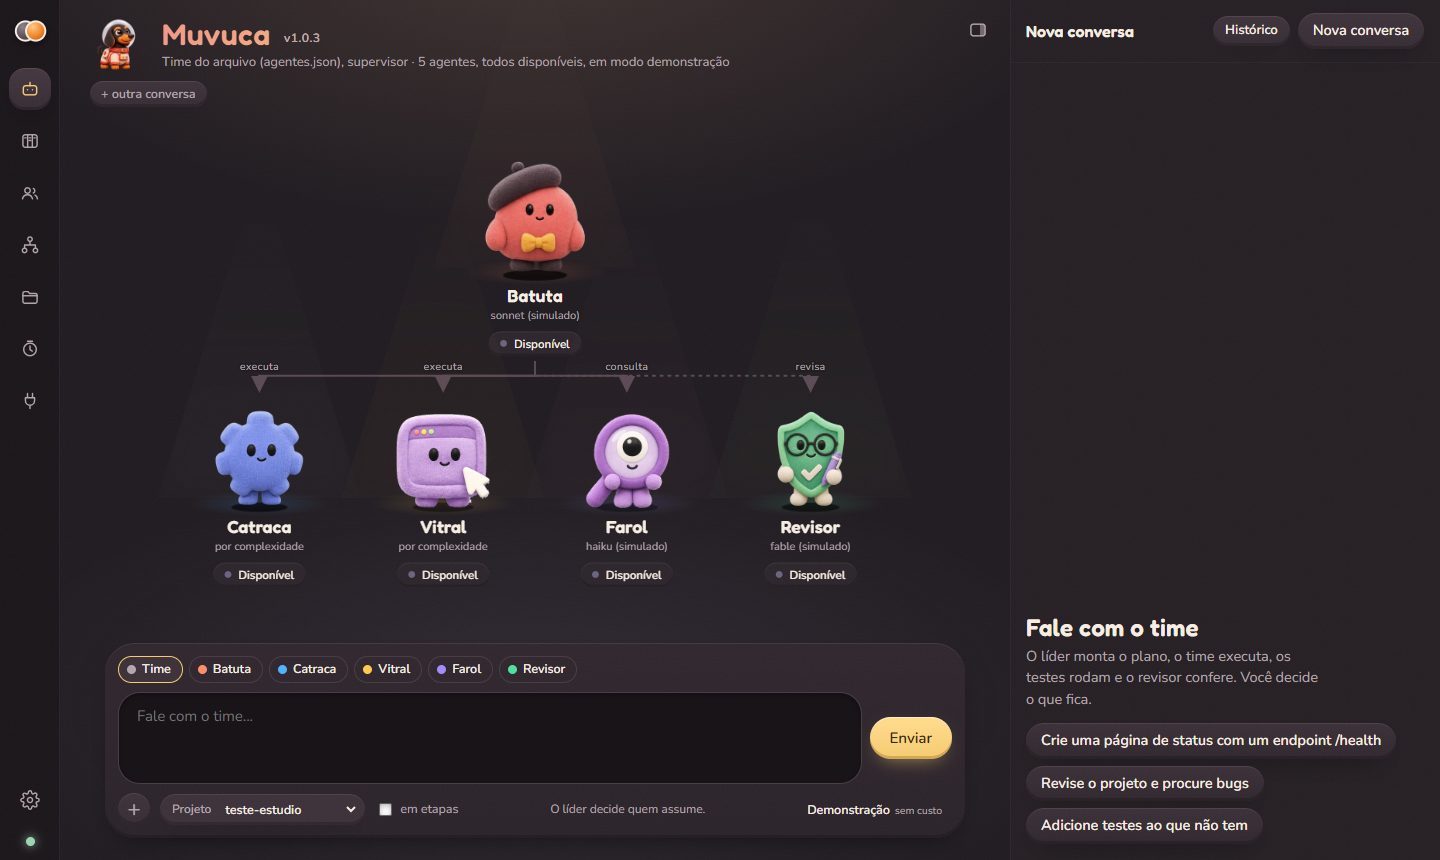 Muvuca v1.0.3
Time do arquivo (agentes.json), supervisor · 5 agentes, todos disponíveis, em modo demonstração
+ outra conversa
Batuta
sonnet (simulado)
Disponível
executa
executa
consulta
revisa
Catraca
por complexidade
Disponível
Vitral
por complexidade
Disponível
Farol
haiku (simulado)
Disponível
Revisor
fable (simulado)
Disponível
Time
Batuta
Catraca
Vitral
Farol
Revisor
Fale com o time...
Enviar
+
Projeto teste-estudio
em etapas
O líder decide quem assume.
Demonstração sem custo
Nova conversa
Histórico
Nova conversa
Fale com o time
O líder monta o plano, o time executa, os
testes rodam e o revisor confere. Você decide
o que fica.
Crie uma página de status com um endpoint /health
Revise o projeto e procure bugs
Adicione testes ao que não tem